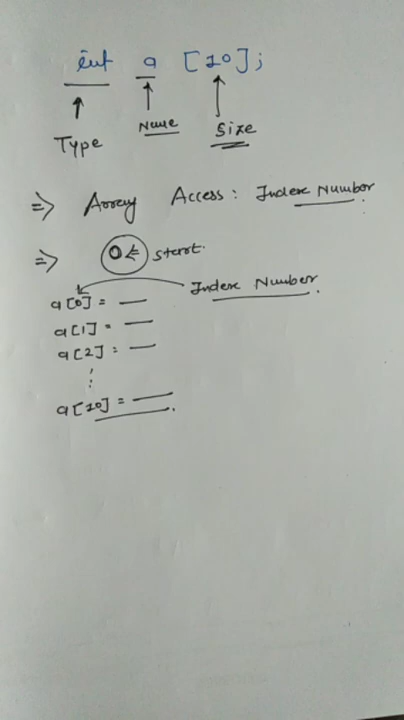 int a [10];
Type Name Size
=> Array Access: Index Number
=> 0 ⇐ start.
a[0] = — Index Number.
a[1] = —
a[2] = —
⋮
a[10] = —.